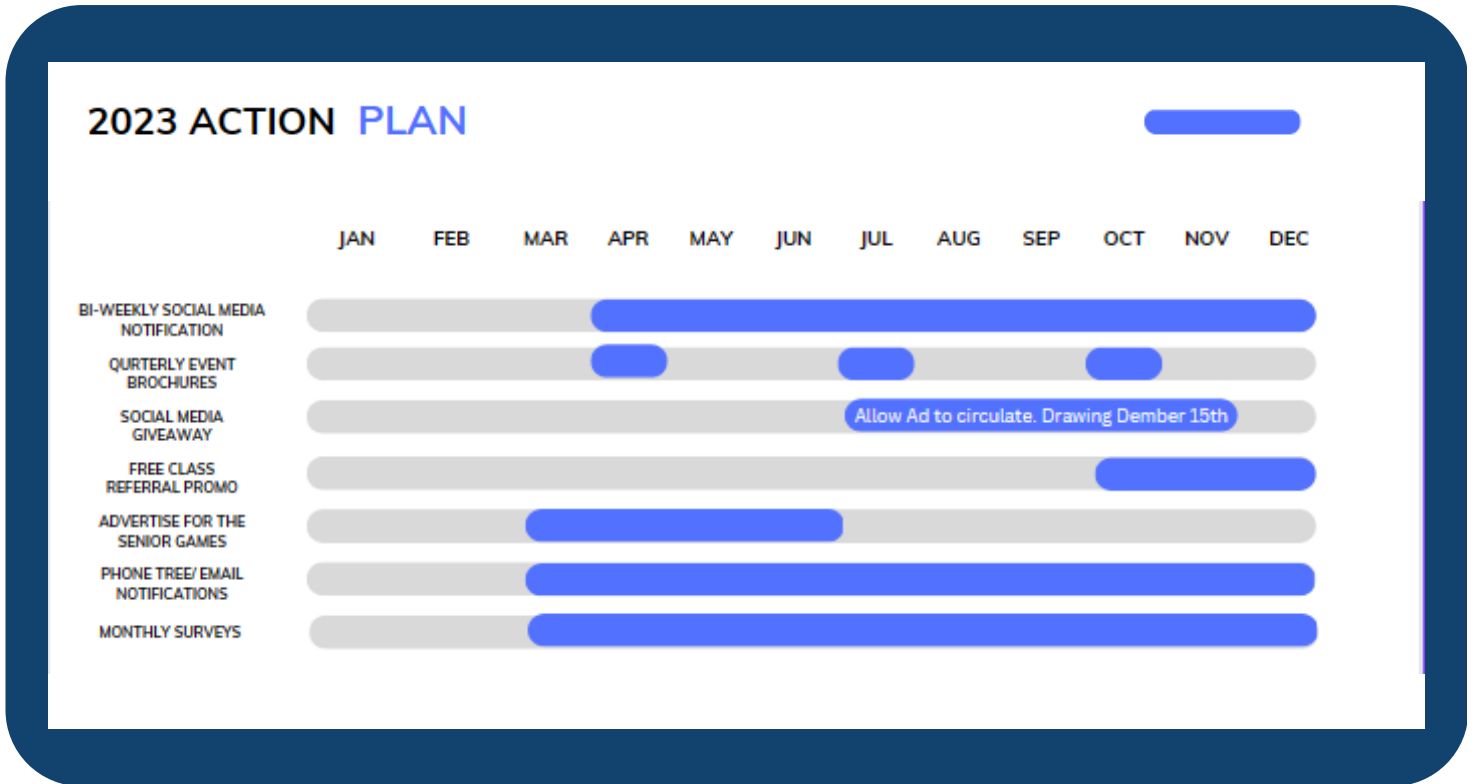 2023 ACTION PLAN
JAN FEB MAR APR MAY JUN JUL AUG SEP OCT NOV DEC
BI-WEEKLY SOCIAL MEDIA
NOTIFICATION
QURTERLY EVENT
BROCHURES
SOCIAL MEDIA
GIVEAWAY
Allow Ad to circulate. Drawing Dember 15th
FREE CLASS
REFERRAL PROMO
ADVERTISE FOR THE
SENIOR GAMES
PHONE TREE/ EMAIL
NOTIFICATIONS
MONTHLY SURVEYS